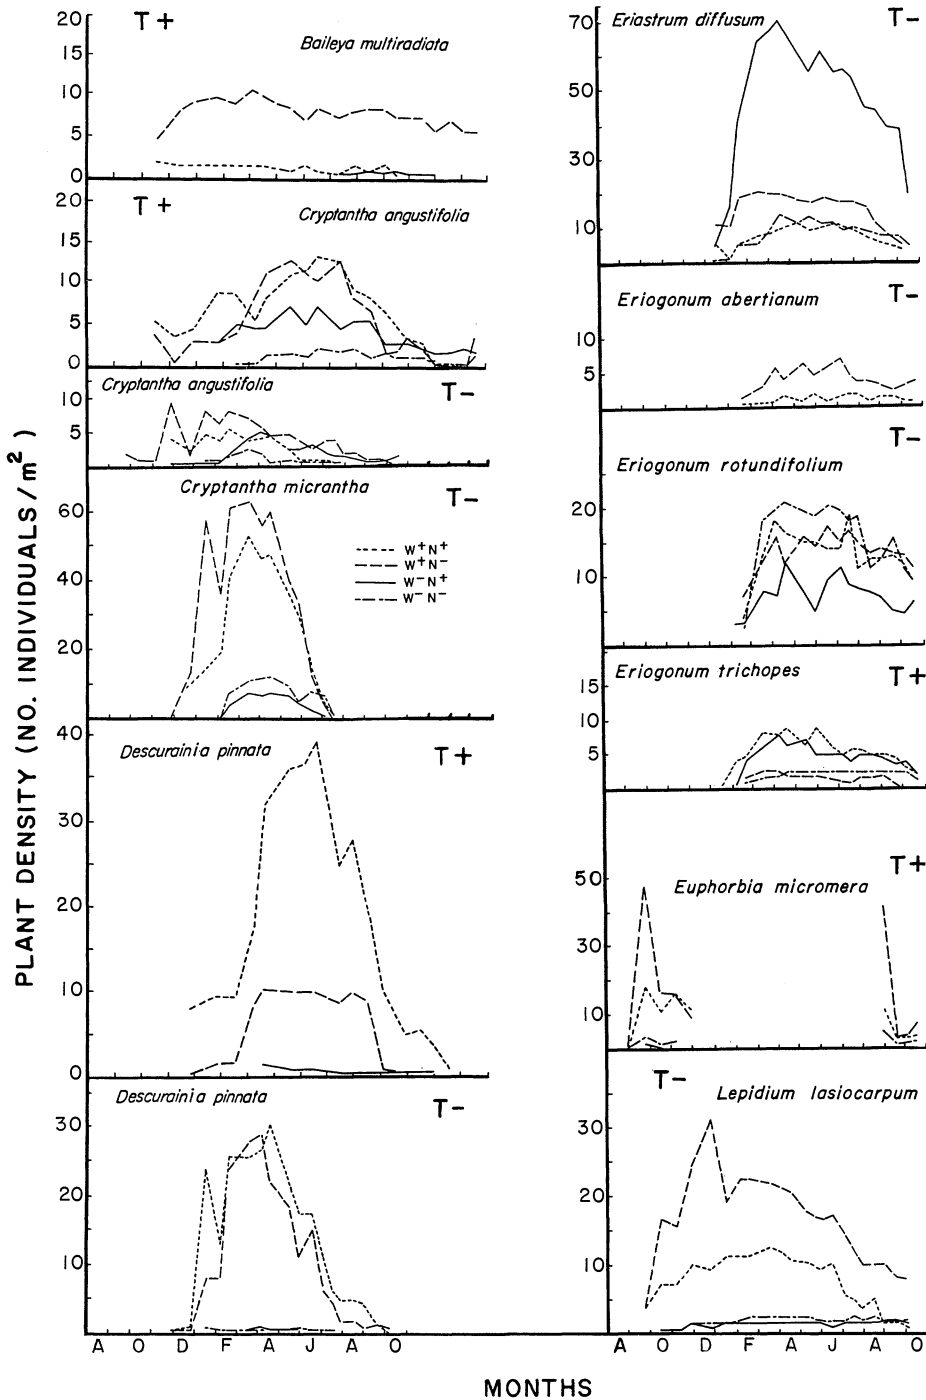 PLANT DENSITY (NO. INDIVIDUALS/m²)
T+
Baileya multiradiata
20
15
10
5
0
T+
Cryptantha angustifolia
20
15
10
5
0
Cryptantha angustifolia
T-
10
5
Cryptantha micrantha
T-
60
40
20
W+N+
W+N-
W-N+
W-N-
Descurainia pinnata
T+
40
30
20
10
0
Descurainia pinnata
T-
30
20
10
0
A O D F A J A O
Eriastrum diffusum
T-
70
50
30
10
Eriogonum abertianum
T-
10
5
Eriogonum rotundifolium
T-
20
10
Eriogonum trichopes
T+
15
10
5
Euphorbia micromera
T+
50
30
10
T-
Lepidium lasiocarpum
30
20
10
0
A O D F A J A O
MONTHS